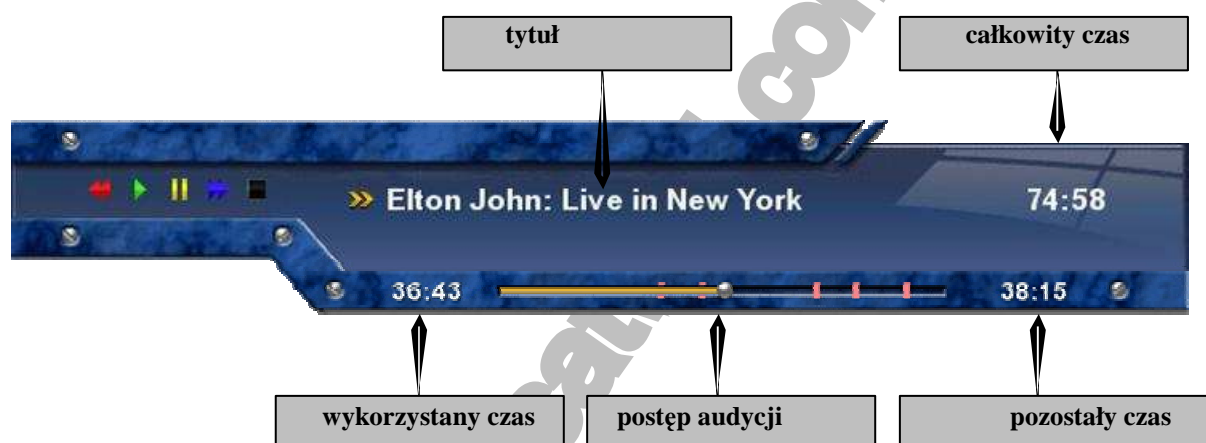 tytuł
całkowity czas
Elton John: Live in New York
74:58
36:43
38:15
wykorzystany czas
postęp audycji
pozostały czas